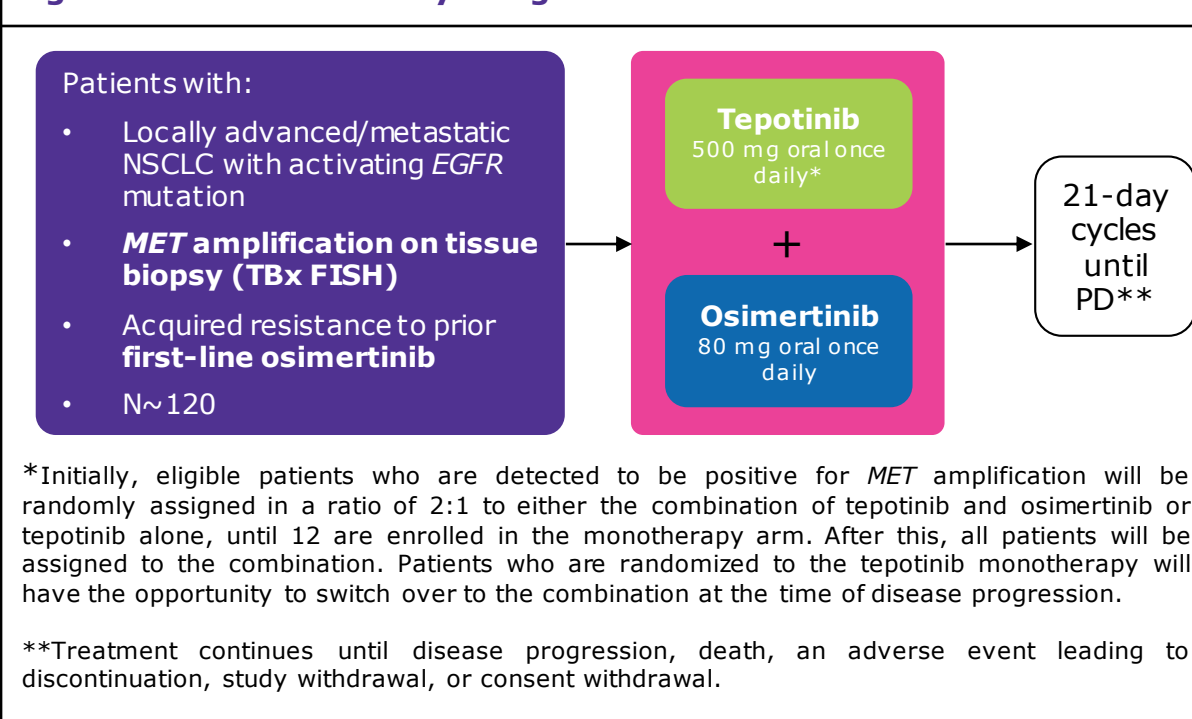 Patients with:
• Locally advanced/metastatic
NSCLC with activating EGFR
mutation
• MET amplification on tissue
biopsy (TBx FISH)
• Acquired resistance to prior
first-line osimertinib
• N~120
Tepotinib
500 mg oral once
daily*
+
Osimertinib
80 mg oral once
daily
21-day
cycles
until
PD**
*Initially, eligible patients who are detected to be positive for MET amplification will be
randomly assigned in a ratio of 2:1 to either the combination of tepotinib and osimertinib or
tepotinib alone, until 12 are enrolled in the monotherapy arm. After this, all patients will be
assigned to the combination. Patients who are randomized to the tepotinib monotherapy will
have the opportunity to switch over to the combination at the time of disease progression.
**Treatment continues until disease progression, death, an adverse event leading to
discontinuation, study withdrawal, or consent withdrawal.